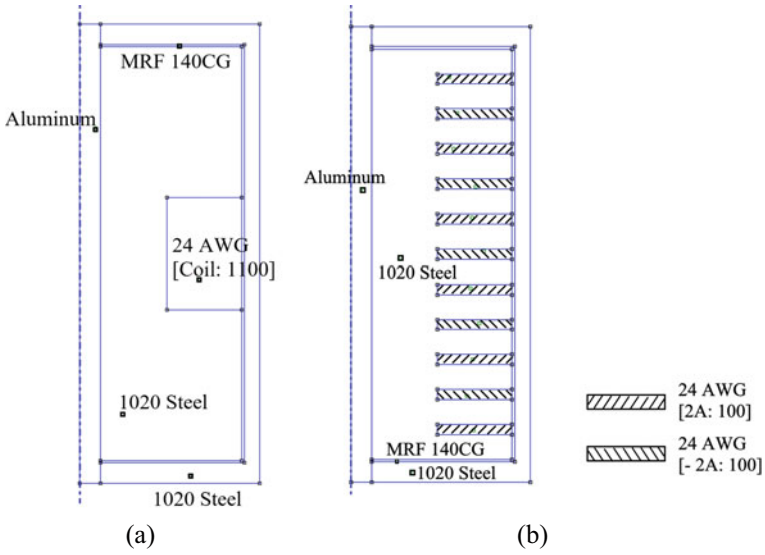 MRF 140CG
Aluminum
24 AWG
[Coil: 1100]
1020 Steel
1020 Steel
(a)
Aluminum
1020 Steel
MRF 140CG
1020 Steel
(b)
24 AWG
[2A: 100]
24 AWG
[- 2A: 100]